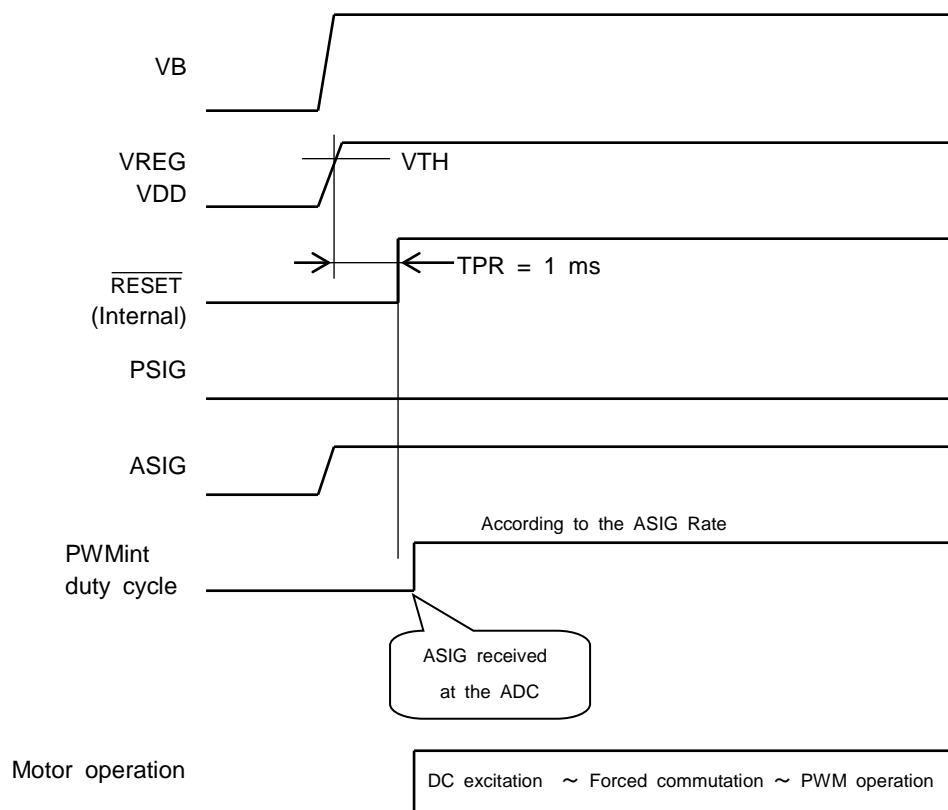 VB
VREG
VDD
VTH
TPR = 1 ms
RESET
(Internal)
PSIG
ASIG
According to the ASIG Rate
PWMint
duty cycle
ASIG received
at the ADC
Motor operation
DC excitation ～ Forced commutation ～ PWM operation